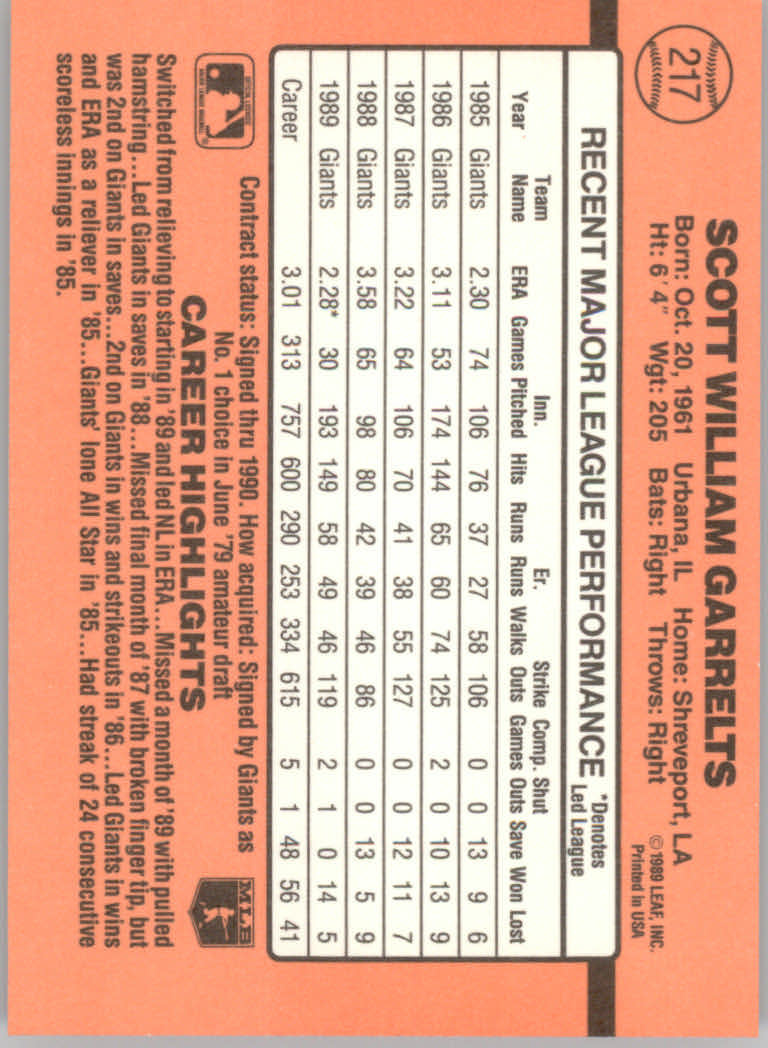 217
SCOTT WILLIAM GARRELTS
Born: Oct. 20, 1961 Urbana, IL Home: Shreveport, LA
Ht: 6' 4" Wgt: 205 Bats: Right Throws: Right
© 1989 LEAF, INC.
Printed in USA
RECENT MAJOR LEAGUE PERFORMANCE *Denotes
Led League
Team Inn. Er. Strike Comp. Shut
Year Name ERA Games Pitched Hits Runs Runs Walks Outs Games Outs Save Won Lost
1985 Giants 2.30 74 106 76 37 27 58 106 0 0 13 9 6
1986 Giants 3.11 53 174 144 65 60 74 125 2 0 10 13 9
1987 Giants 3.22 64 106 70 41 38 55 127 0 0 12 11 7
1988 Giants 3.58 65 98 80 42 39 46 86 0 0 13 5 9
1989 Giants 2.28* 30 193 149 58 49 46 119 2 1 0 14 5
Career 3.01 313 757 600 290 253 334 615 5 1 48 56 41
Contract status: Signed thru 1990. How acquired: Signed by Giants as
No. 1 choice in June '79 amateur draft
MLB
CAREER HIGHLIGHTS
Switched from relieving to starting in '89 and led NL in ERA...Missed a month of '89 with pulled
hamstring...Led Giants in saves in '88...Missed final month of '87 with broken finger tip, but
was 2nd on Giants in saves...2nd on Giants in wins and strikeouts in '86...Led Giants in wins
and ERA as a reliever in '85...Giants' lone All Star in '85...Had streak of 24 consecutive
scoreless innings in '85.